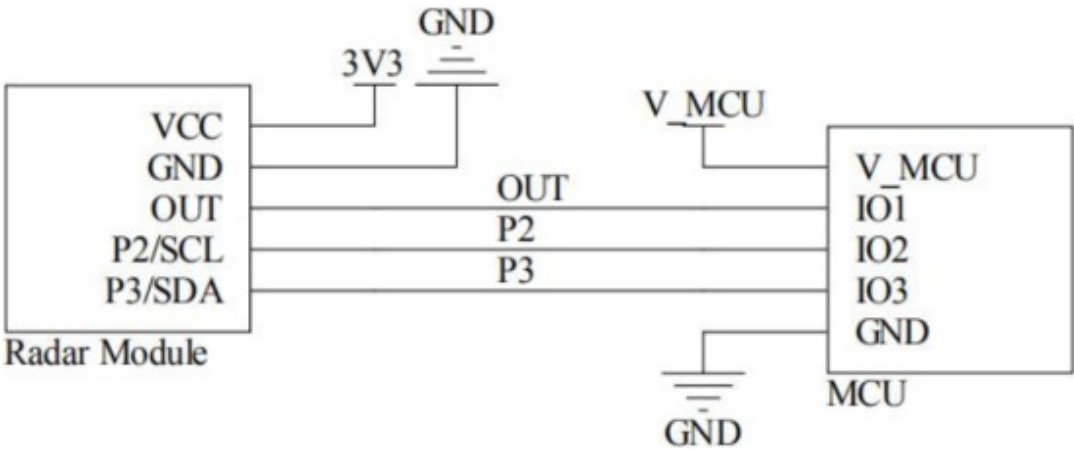 GND
3V3
V_MCU
VCC
GND
OUT
P2/SCL
P3/SDA
Radar Module
OUT
P2
P3
V_MCU
IO1
IO2
IO3
GND
MCU
GND